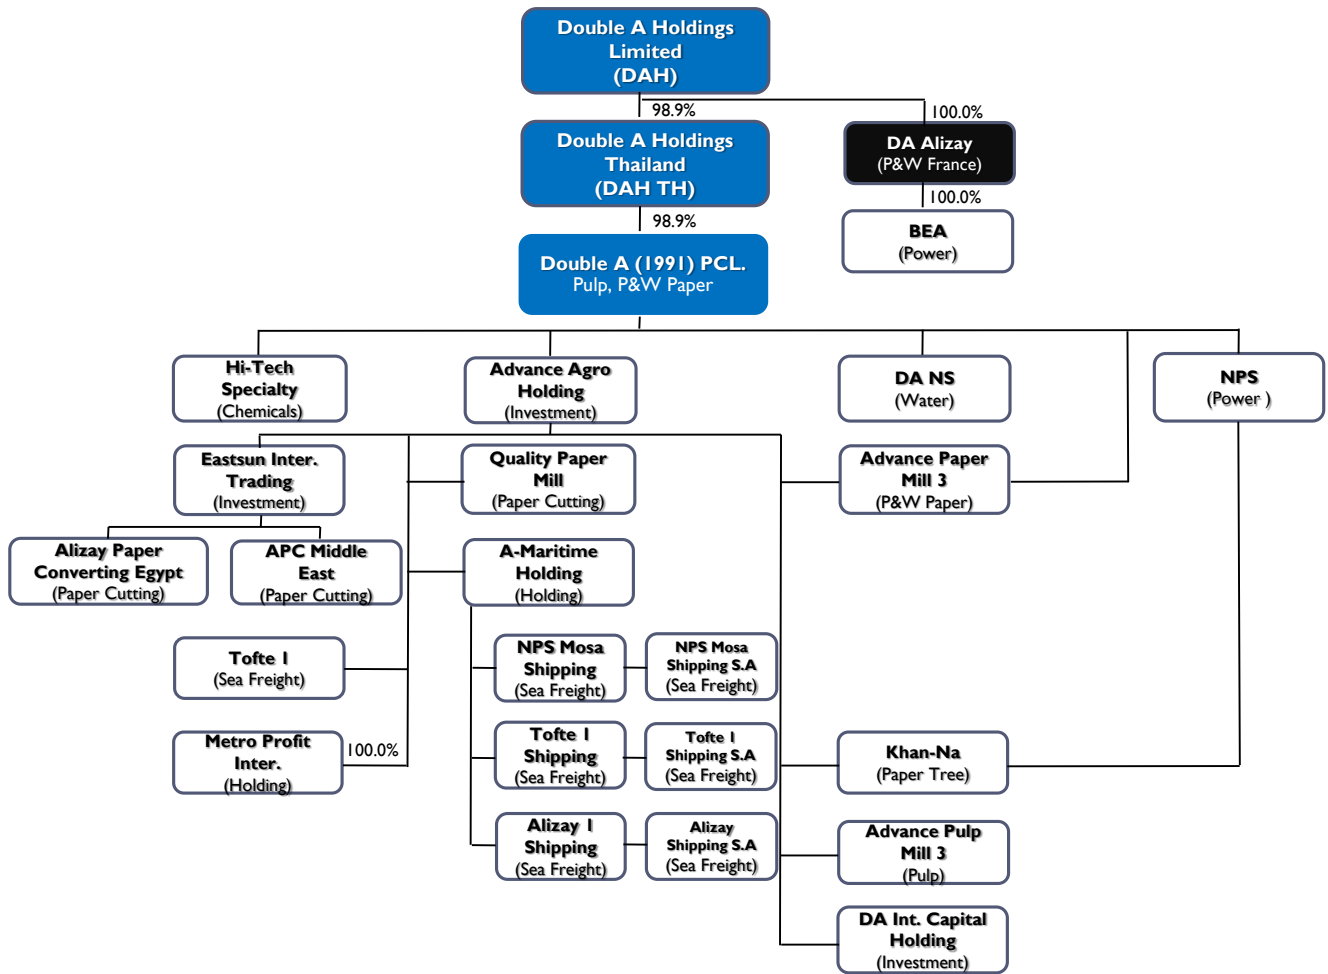 Double A Holdings
Limited
(DAH)
98.9%
100.0%
Double A Holdings
Thailand
(DAH TH)
DA Alizay
(P&W France)
98.9%
100.0%
BEA
(Power)
Double A (1991) PCL.
Pulp, P&W Paper
Hi-Tech
Specialty
(Chemicals)
Advance Agro
Holding
(Investment)
DA NS
(Water)
NPS
(Power )
Eastsun Inter.
Trading
(Investment)
Quality Paper
Mill
(Paper Cutting)
Advance Paper
Mill 3
(P&W Paper)
Alizay Paper
Converting Egypt
(Paper Cutting)
APC Middle
East
(Paper Cutting)
A-Maritime
Holding
(Holding)
Tofte 1
(Sea Freight)
NPS Mosa
Shipping
(Sea Freight)
NPS Mosa
Shipping S.A
(Sea Freight)
Metro Profit
Inter.
(Holding)
100.0%
Tofte 1
Shipping
(Sea Freight)
Tofte 1
Shipping S.A
(Sea Freight)
Khan-Na
(Paper Tree)
Alizay 1
Shipping
(Sea Freight)
Alizay
Shipping S.A
(Sea Freight)
Advance Pulp
Mill 3
(Pulp)
DA Int. Capital
Holding
(Investment)